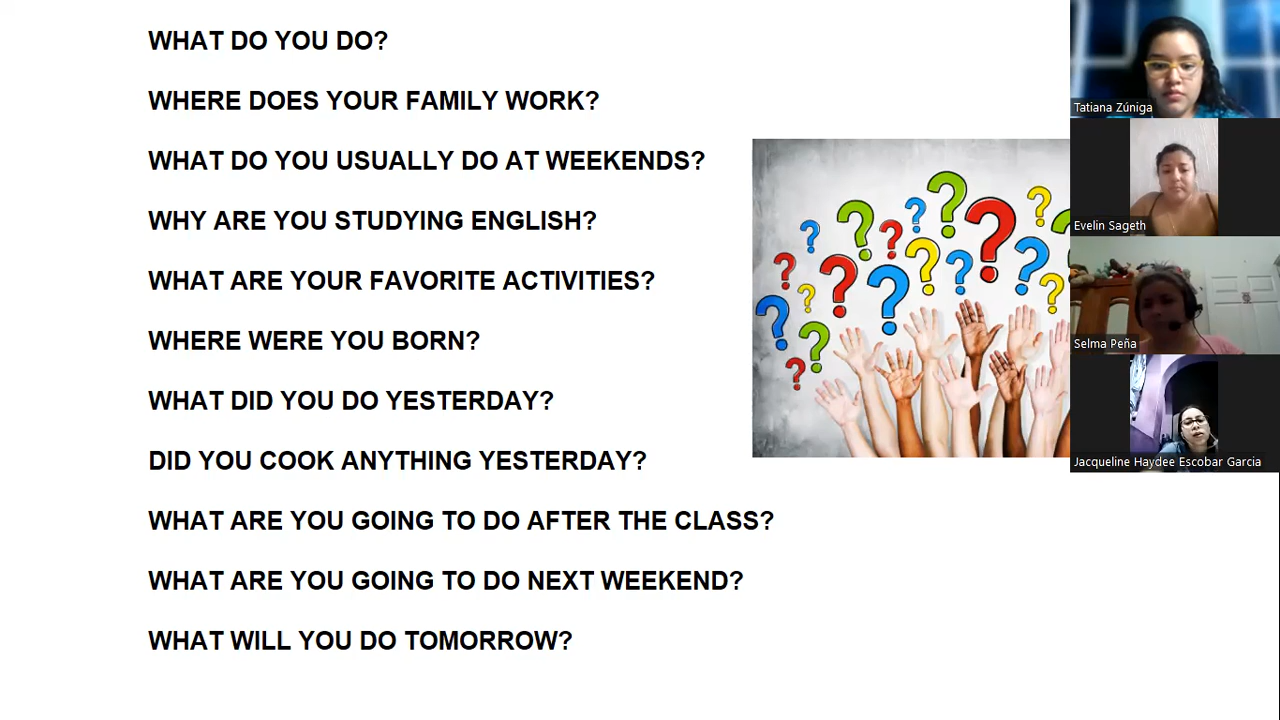 WHAT DO YOU DO?
WHERE DOES YOUR FAMILY WORK?
WHAT DO YOU USUALLY DO AT WEEKENDS?
WHY ARE YOU STUDYING ENGLISH?
WHAT ARE YOUR FAVORITE ACTIVITIES?
WHERE WERE YOU BORN?
WHAT DID YOU DO YESTERDAY?
DID YOU COOK ANYTHING YESTERDAY?
WHAT ARE YOU GOING TO DO AFTER THE CLASS?
WHAT ARE YOU GOING TO DO NEXT WEEKEND?
WHAT WILL YOU DO TOMORROW?
Tatiana Zúniga
Evelin Sageth
Selma Peña
Jacqueline Haydee Escobar Garcia